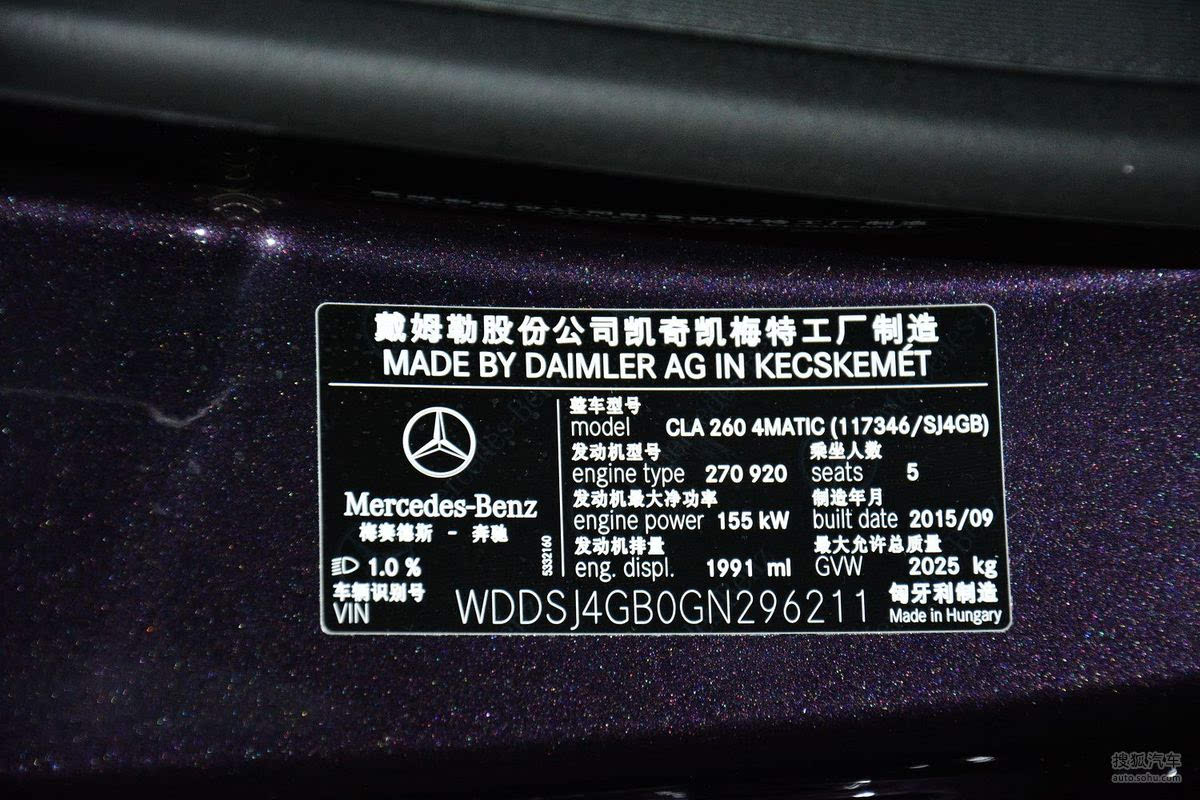 戴姆勒股份公司凯奇凯梅特工厂制造
MADE BY DAIMLER AG IN KECSKEMÉT
整车型号
model CLA 260 4MATIC (117346/SJ4GB)
发动机型号 乘坐人数
engine type 270 920 seats 5
发动机最大净功率 制造年月
engine power 155 kW built date 2015/09
发动机排量 最大允许总质量
eng. displ. 1991 ml GVW 2025 kg
Mercedes-Benz
梅赛德斯 - 奔驰
5332160
1.0 %
车辆识别号
VIN WDDSJ4GB0GN296211
匈牙利制造
Made in Hungary
搜狐汽车
auto.sohu.com